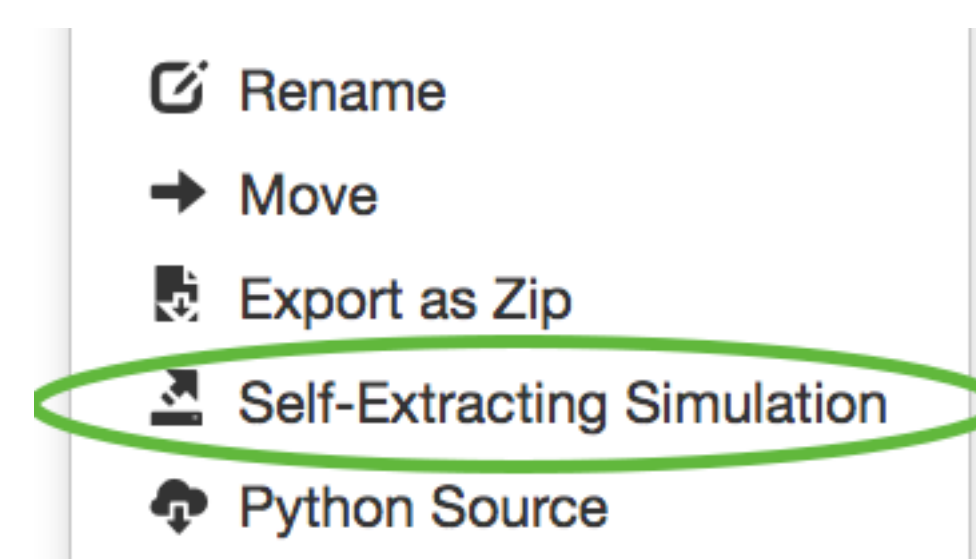 Rename
Move
Export as Zip
Self-Extracting Simulation
Python Source